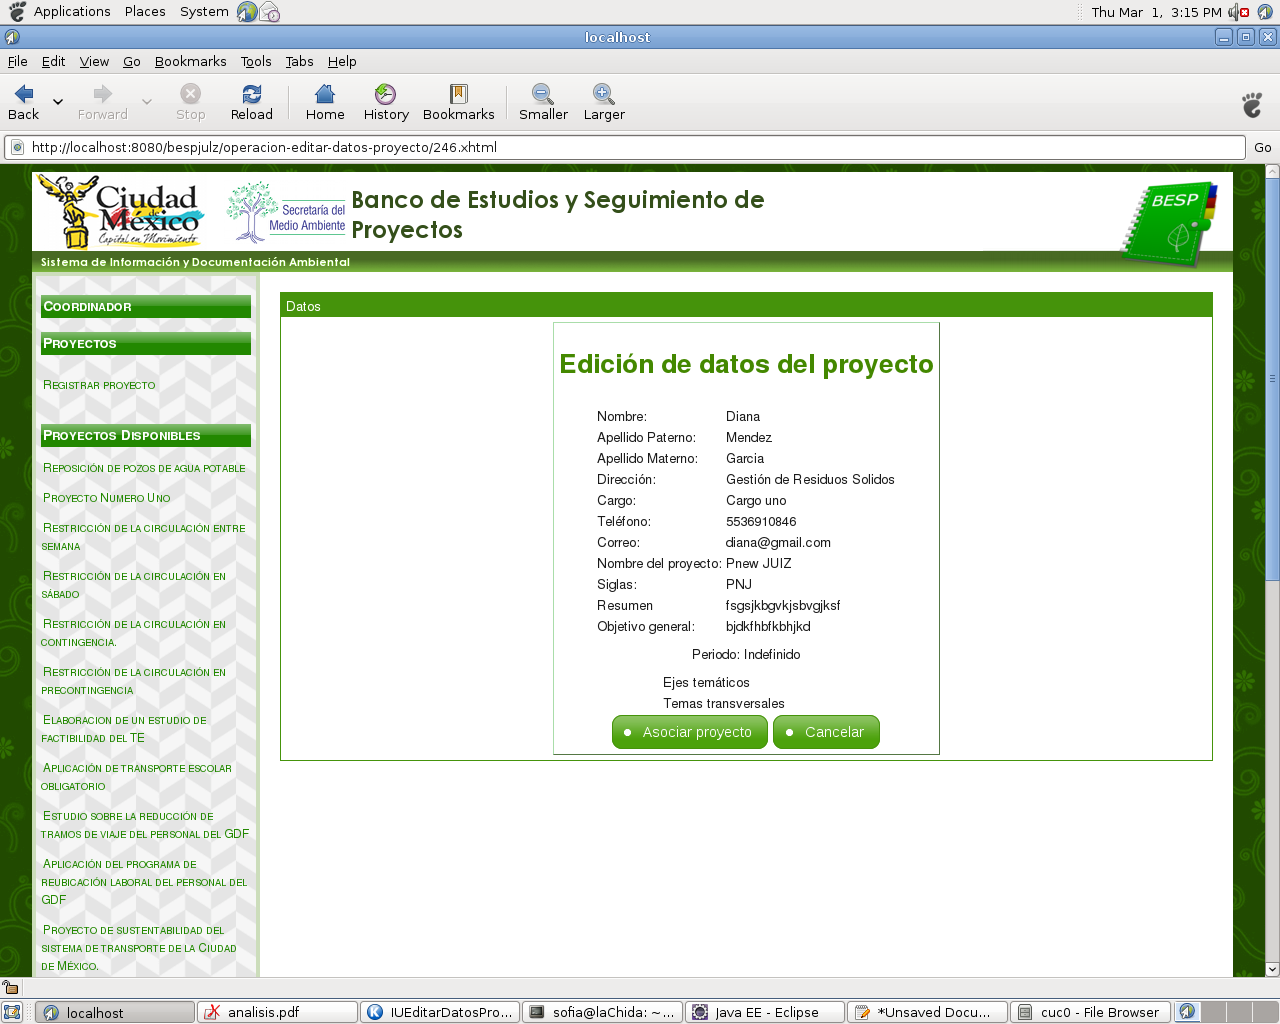 Applications Places System
Thu Mar 1, 3:15 PM
localhost
File Edit View Go Bookmarks Tools Tabs Help
Back Forward Stop Reload Home History Bookmarks Smaller Larger
http://localhost:8080/bespjulz/operacion-editar-datos-proyecto/246.xhtml
Go
Ciudad de México
Capital en Movimiento
Secretaría del
Medio Ambiente
Banco de Estudios y Seguimiento de
Proyectos
BESP
Sistema de Información y Documentación Ambiental
Coordinador
Proyectos
Registrar proyecto
Proyectos Disponibles
Reposición de pozos de agua potable
Proyecto Numero Uno
Restricción de la circulación entre
semana
Restricción de la circulación en
sábado
Restricción de la circulación en
contingencia.
Restricción de la circulación en
precontingencia
Elaboracion de un estudio de
factibilidad del TE
Aplicación de transporte escolar
obligatorio
Estudio sobre la reducción de
tramos de viaje del personal del GDF
Aplicación del programa de
reubicación laboral del personal del
GDF
Proyecto de sustentabilidad del
sistema de transporte de la Ciudad
de México.
Datos
Edición de datos del proyecto
Nombre: Diana
Apellido Paterno: Mendez
Apellido Materno: Garcia
Dirección: Gestión de Residuos Solidos
Cargo: Cargo uno
Teléfono: 5536910846
Correo: diana@gmail.com
Nombre del proyecto: Pnew JUIZ
Siglas: PNJ
Resumen fsgsjkbgvkjsbvgjksf
Objetivo general: bjdkfhbfkbhjkd
Periodo: Indefinido
Ejes temáticos
Temas transversales
Asociar proyecto Cancelar
localhost
analisis.pdf
IUEditarDatosPro...
sofia@laChida: ~...
Java EE - Eclipse
*Unsaved Docu...
cuc0 - File Browser